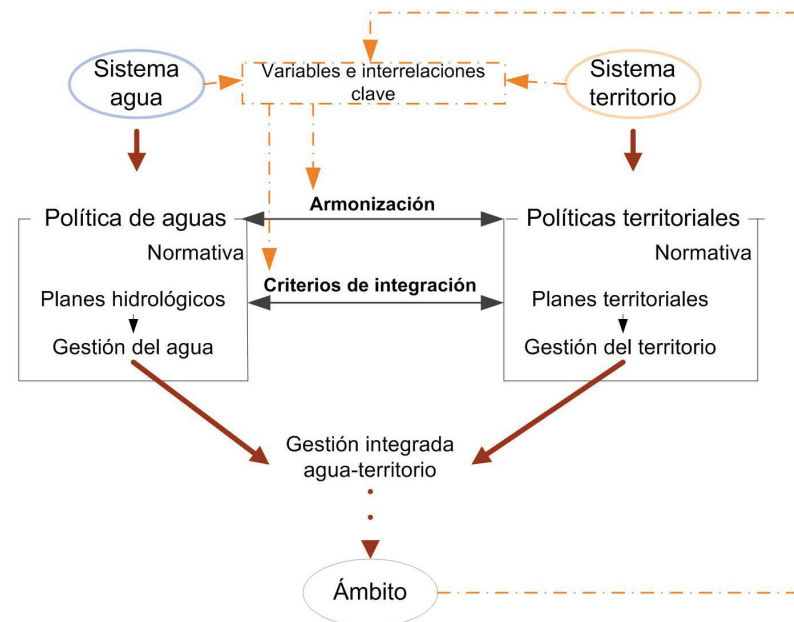 Sistema
agua
Variables e interrelaciones
clave
Sistema
territorio
Armonización
Política de aguas
Políticas territoriales
Normativa
Normativa
Criterios de integración
Planes hidrológicos
Planes territoriales
Gestión del agua
Gestión del territorio
Gestión integrada
agua-territorio
Ámbito